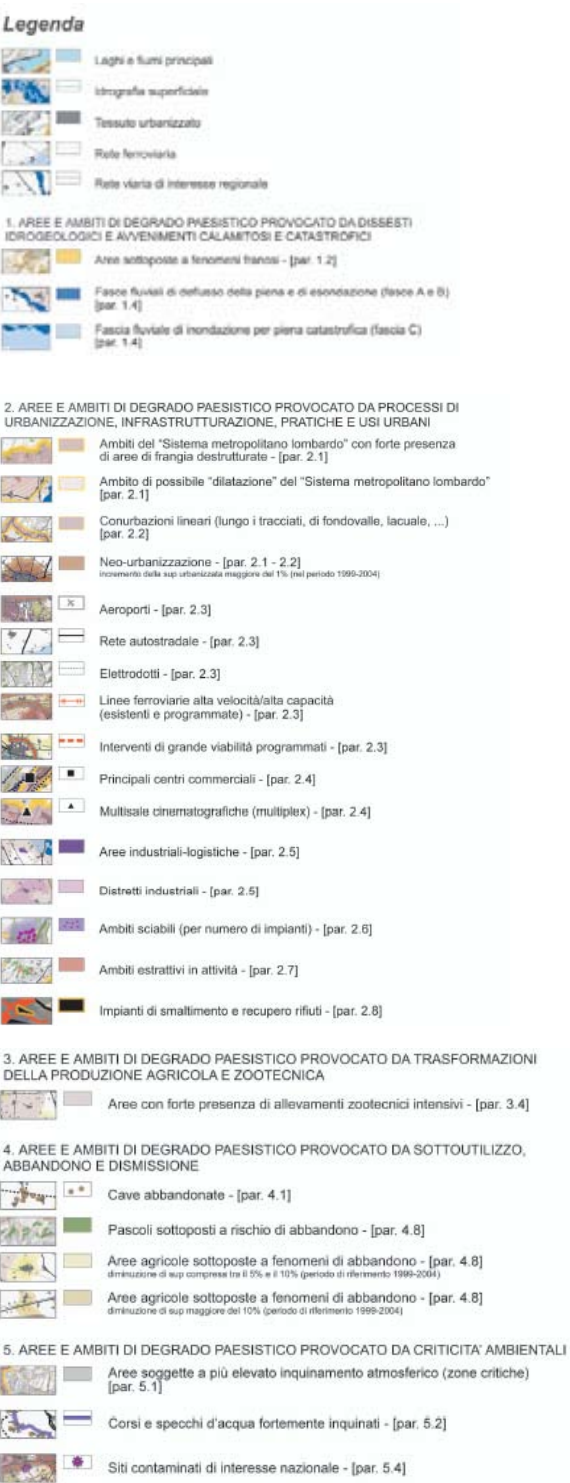 Legenda
Laghi e fiumi principali
Idrografia superficiale
Tessuto urbanizzato
Rete ferroviaria
Rete viaria di interesse regionale
1. AREE E AMBITI DI DEGRADO PAESISTICO PROVOCATO DA DISSESTI
IDROGEOLOGICI E AVVENIMENTI CALAMITOSI E CATASTROFICI
Aree sottoposte a fenomeni franosi - [par. 1.2]
Fasce fluviali di deflusso della piena e di esondazione (fasce A e B)
[par. 1.4]
Fascia fluviale di inondazione per piena catastrofica (fascia C)
[par. 1.4]
2. AREE E AMBITI DI DEGRADO PAESISTICO PROVOCATO DA PROCESSI DI
URBANIZZAZIONE, INFRASTRUTTURAZIONE, PRATICHE E USI URBANI
Ambiti del "Sistema metropolitano lombardo" con forte presenza
di aree di frangia destrutturate - [par. 2.1]
Ambito di possibile "dilatazione" del "Sistema metropolitano lombardo"
[par. 2.1]
Conurbazioni lineari (lungo i tracciati, di fondovalle, lacuale, ...)
[par. 2.2]
Neo-urbanizzazione - [par. 2.1 - 2.2]
incremento della sup urbanizzata maggiore del 1% (nel periodo 1999-2004)
Aeroporti - [par. 2.3]
Rete autostradale - [par. 2.3]
Elettrodotti - [par. 2.3]
Linee ferroviarie alta velocità/alta capacità
(esistenti e programmate) - [par. 2.3]
Interventi di grande viabilità programmati - [par. 2.3]
Principali centri commerciali - [par. 2.4]
Multisale cinematografiche (multiplex) - [par. 2.4]
Aree industriali-logistiche - [par. 2.5]
Distretti industriali - [par. 2.5]
Ambiti sciabili (per numero di impianti) - [par. 2.6]
Ambiti estrattivi in attività - [par. 2.7]
Impianti di smaltimento e recupero rifiuti - [par. 2.8]
3. AREE E AMBITI DI DEGRADO PAESISTICO PROVOCATO DA TRASFORMAZIONI
DELLA PRODUZIONE AGRICOLA E ZOOTECNICA
Aree con forte presenza di allevamenti zootecnici intensivi - [par. 3.4]
4. AREE E AMBITI DI DEGRADO PAESISTICO PROVOCATO DA SOTTOUTILIZZO,
ABBANDONO E DISMISSIONE
Cave abbandonate - [par. 4.1]
Pascoli sottoposti a rischio di abbandono - [par. 4.8]
Aree agricole sottoposte a fenomeni di abbandono - [par. 4.8]
diminuzione di sup compresa tra il 5% e il 10% (periodo di riferimento 1999-2004)
Aree agricole sottoposte a fenomeni di abbandono - [par. 4.8]
diminuzione di sup maggiore del 10% (periodo di riferimento 1999-2004)
5. AREE E AMBITI DI DEGRADO PAESISTICO PROVOCATO DA CRITICITA' AMBIENTALI
Aree soggette a più elevato inquinamento atmosferico (zone critiche)
[par. 5.1]
Corsi e specchi d'acqua fortemente inquinati - [par. 5.2]
Siti contaminati di interesse nazionale - [par. 5.4]